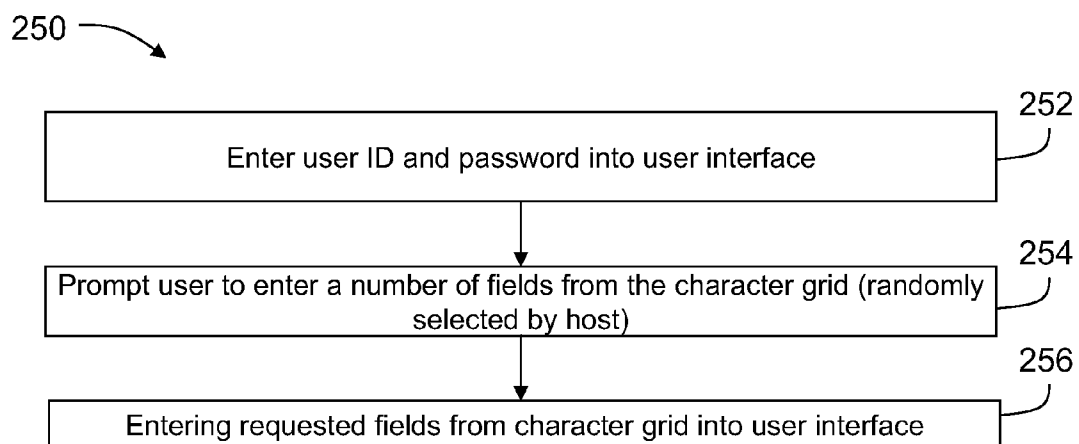 250
252
Enter user ID and password into user interface
254
Prompt user to enter a number of fields from the character grid (randomly
selected by host)
256
Entering requested fields from character grid into user interface